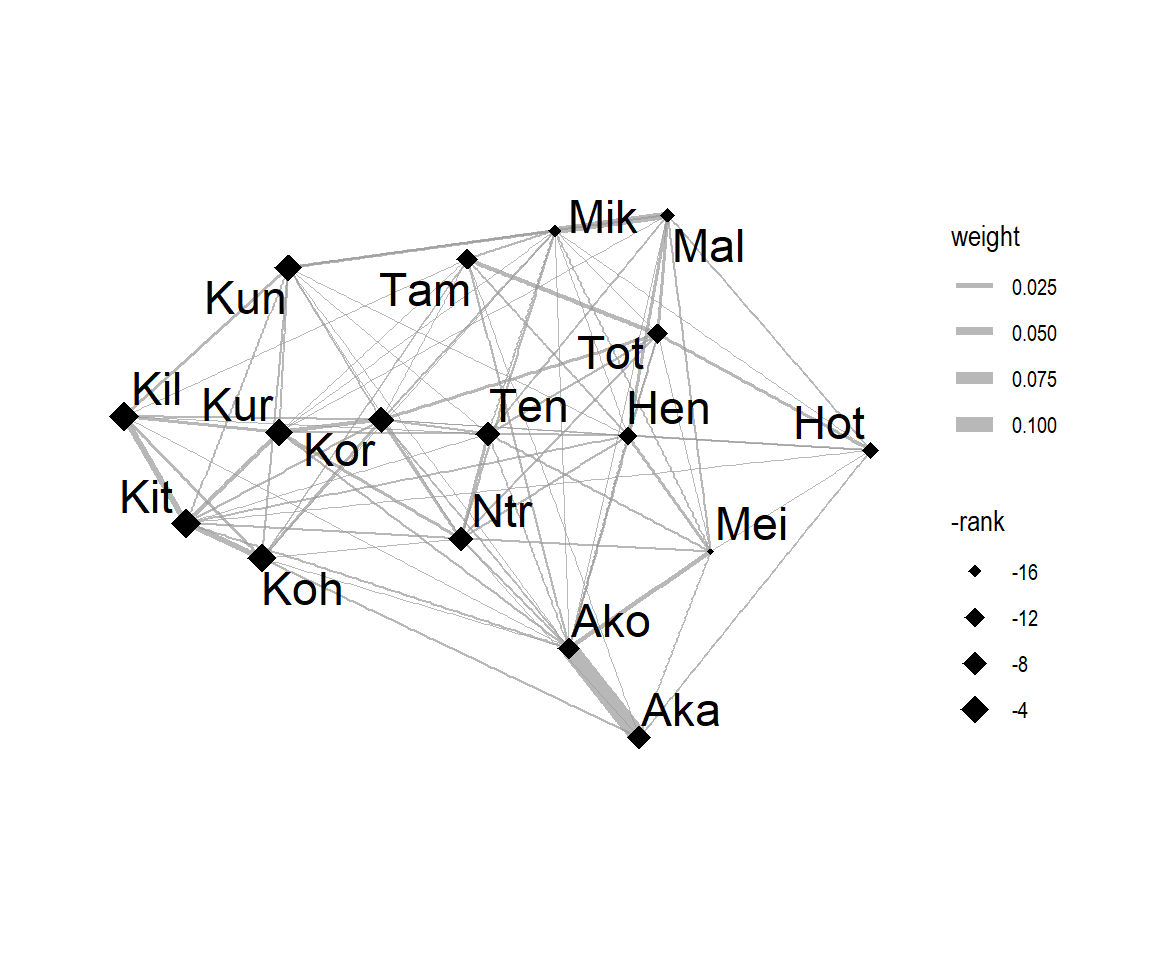 Mik
Mal
Kun
Tam
Tot
Kil
Kur
Ten
Hen
Hot
Kor
Kit
Ntr
Mei
Koh
Ako
Aka
weight
0.025
0.050
0.075
0.100
-rank
-16
-12
-8
-4